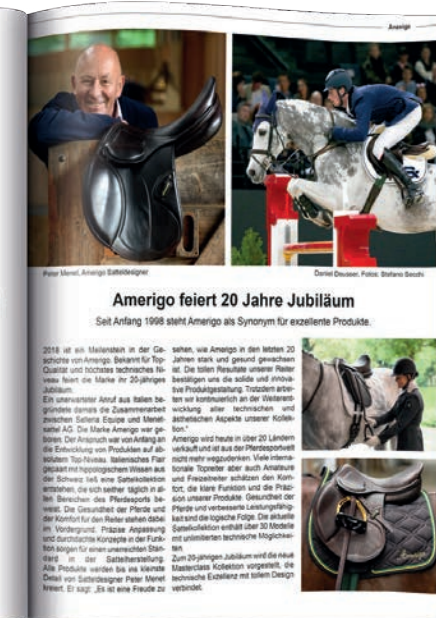 Anzeige
Peter Menet, Amerigo Satteldesigner
Daniel Deusser, Fotos: Stefano Secchi
Amerigo feiert 20 Jahre Jubiläum
Seit Anfang 1998 steht Amerigo als Synonym für exzellente Produkte.
2018 ist ein Meilenstein in der Ge-
schichte von Amerigo. Bekannt für Top-
Qualität und höchstes technisches Ni-
veau feiert die Marke ihr 20-jähriges
Jubiläum.
Ein unerwarteter Anruf aus Italien be-
gründete damals die Zusammenarbeit
zwischen Selleria Equipe und Menet-
sattel AG. Die Marke Amerigo war ge-
boren. Der Anspruch war von Anfang an
die Entwicklung von Produkten auf ab-
solutem Top-Niveau. Italienisches Flair
gepaart mit hippologischem Wissen aus
der Schweiz ließ eine Sattelkollektion
entstehen, die sich seither täglich in al-
len Bereichen des Pferdesports be-
weist. Die Gesundheit der Pferde und
der Komfort für den Reiter stehen dabei
im Vordergrund. Präzise Anpassung
und durchdachte Konzepte in der Funk-
tion sorgen für einen unerreichten Stan-
dard in der Sattelherstellung.
Alle Produkte werden bis ins kleinste
Detail von Satteldesigner Peter Menet
kreiert. Er sagt: „Es ist eine Freude zu
sehen, wie Amerigo in den letzten 20
Jahren stark und gesund gewachsen
ist. Die tollen Resultate unserer Reiter
bestätigen uns die solide und innova-
tive Produktgestaltung. Trotzdem arbei-
ten wir kontinuierlich an der Weiterent-
wicklung aller technischen und
ästhetischen Aspekte unserer Kollek-
tion."
Amerigo wird heute in über 20 Ländern
verkauft und ist aus der Pferdesportwelt
nicht mehr wegzudenken. Viele interna-
tionale Topreiter aber auch Amateure
und Freizeitreiter schätzen den Kom-
fort, die klare Funktion und die Präzi-
sion unserer Produkte. Gesundheit der
Pferde und verbesserte Leistungsfähig-
keit sind die logische Folge. Die aktuelle
Sattelkollektion enthält über 30 Modelle
mit unlimitierten technische Möglichkei-
ten.
Zum 20-jährigen Jubiläum wird die neue
Masterclass Kollektion vorgestellt, die
technische Exzellenz mit tollem Design
verbindet.
Amerigo